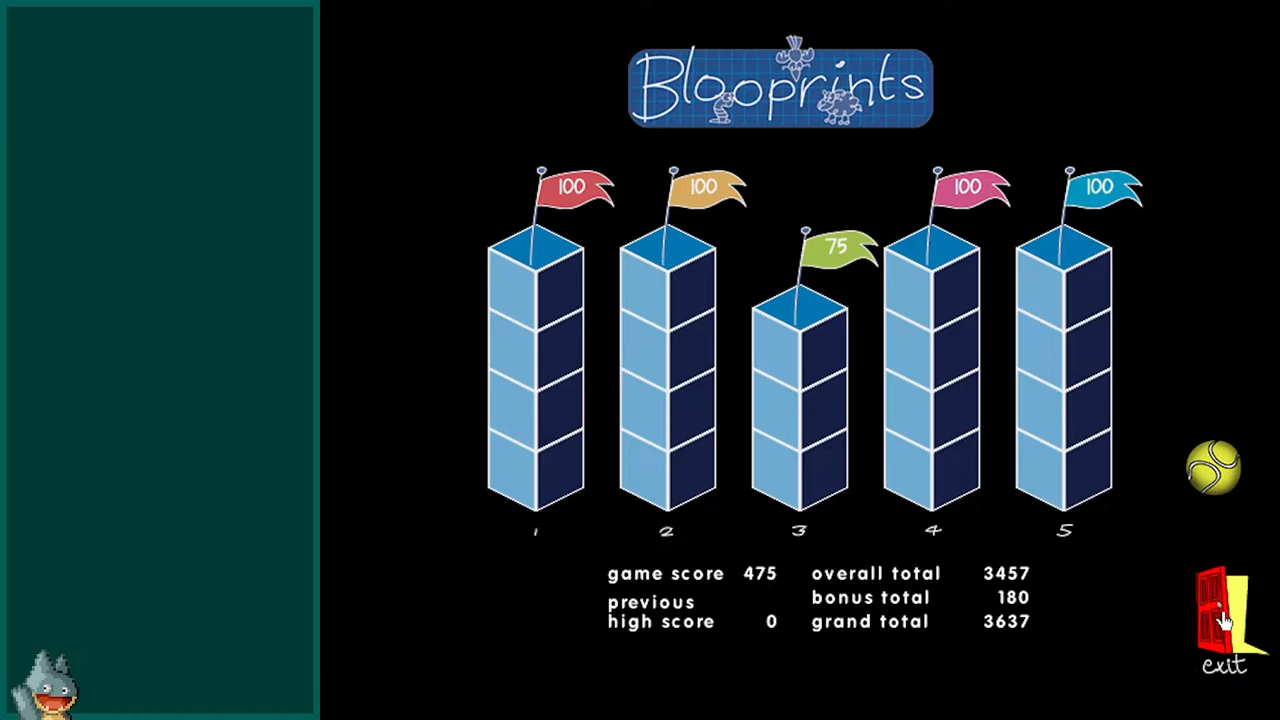 Blooprints
100 100 100 100
75
1 2 3 4 5
game score 475 overall total 3457
previous bonus total 180
high score 0 grand total 3637
exit